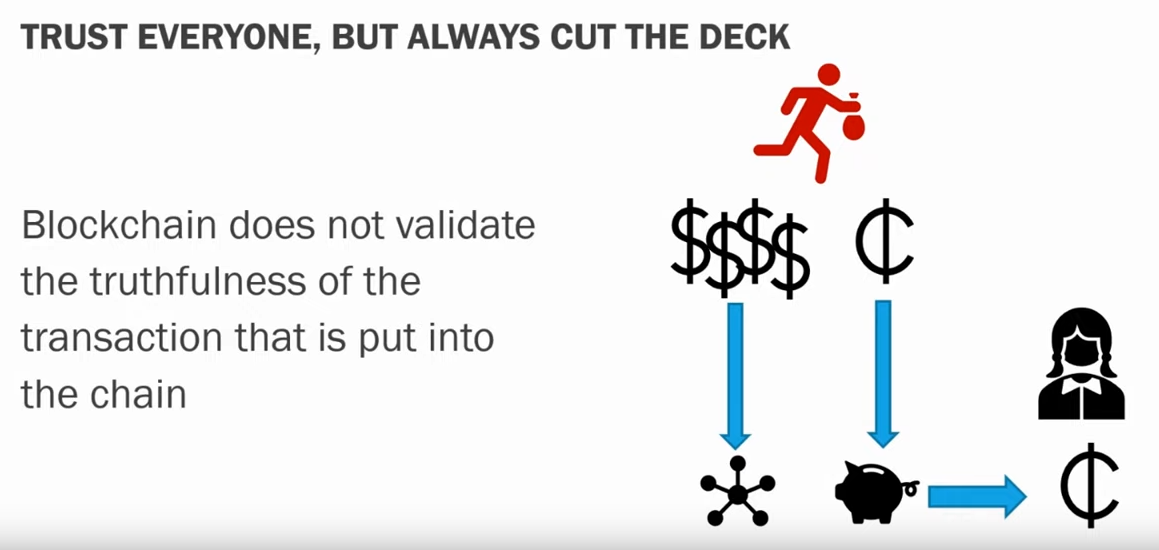 TRUST EVERYONE, BUT ALWAYS CUT THE DECK
$$$$ ₵
Blockchain does not validate
the truthfulness of the
transaction that is put into
the chain
₵